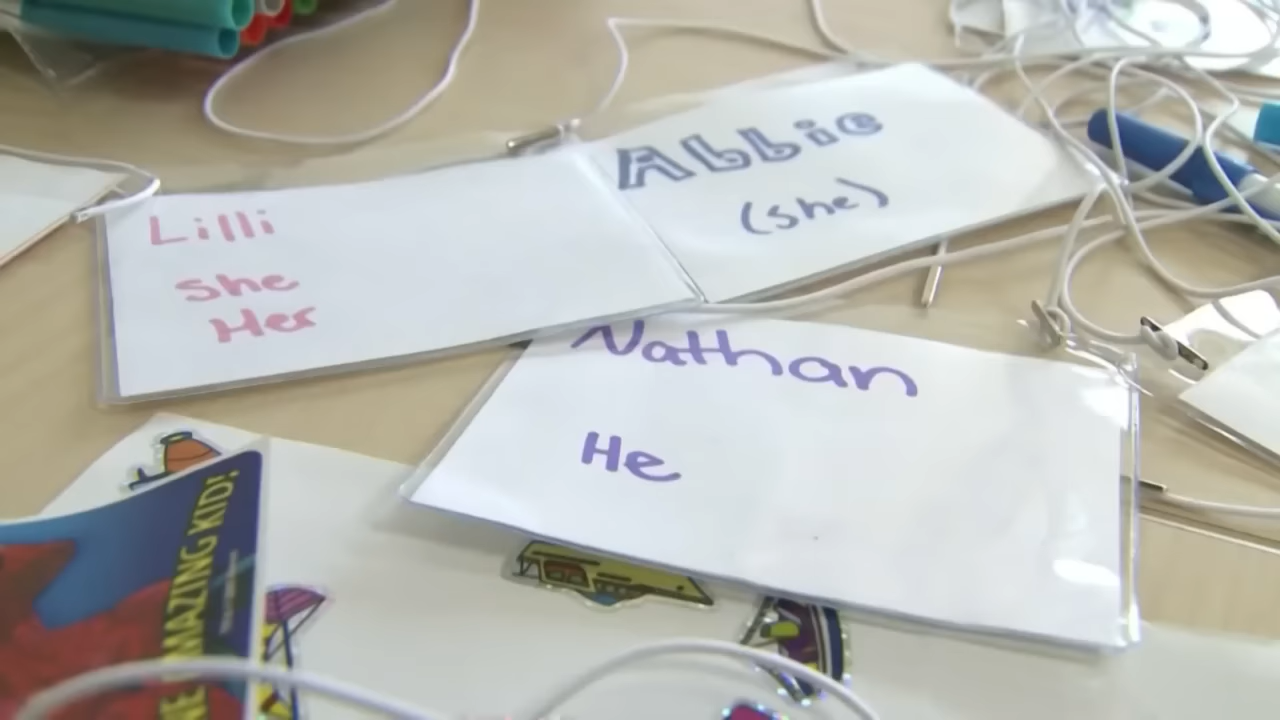 Lilli
She
Her
Abbie
(she)
Nathan
He
AMAZING KID!